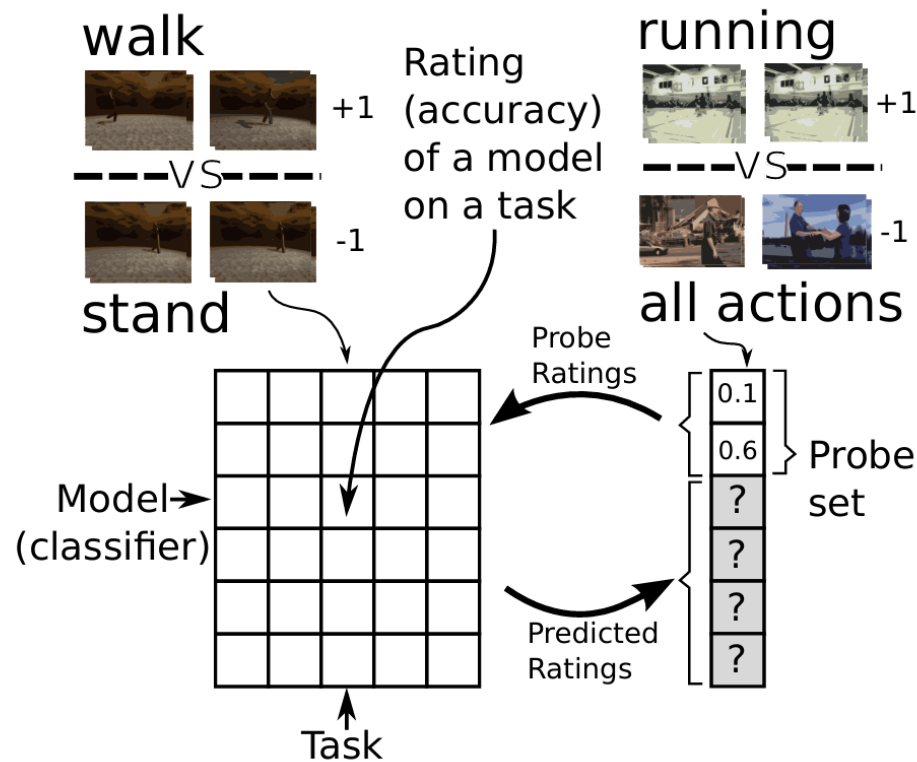 walk
+1
VS
-1
stand
Rating
(accuracy)
of a model
on a task
running
+1
VS
-1
all actions
Probe
Ratings
0.1
0.6
?
?
?
?
Probe
set
Model
(classifier)
Predicted
Ratings
Task